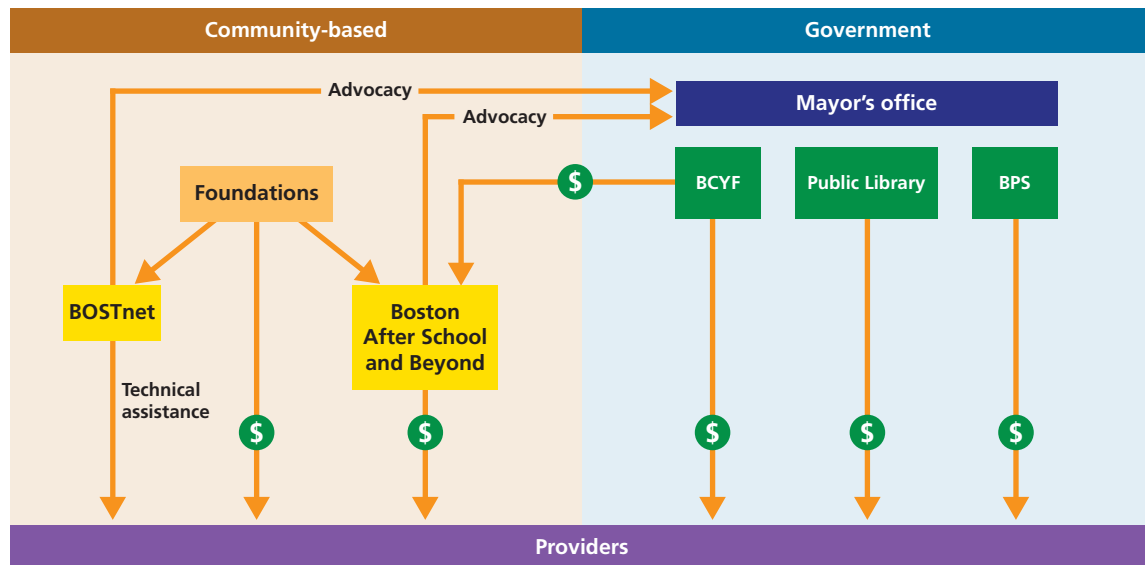 Community-based
Government
Advocacy
Mayor's office
Advocacy
$
BCYF
Public Library
BPS
Foundations
BOSTnet
Boston
After School
and Beyond
Technical
assistance
$
$
$
$
$
Providers